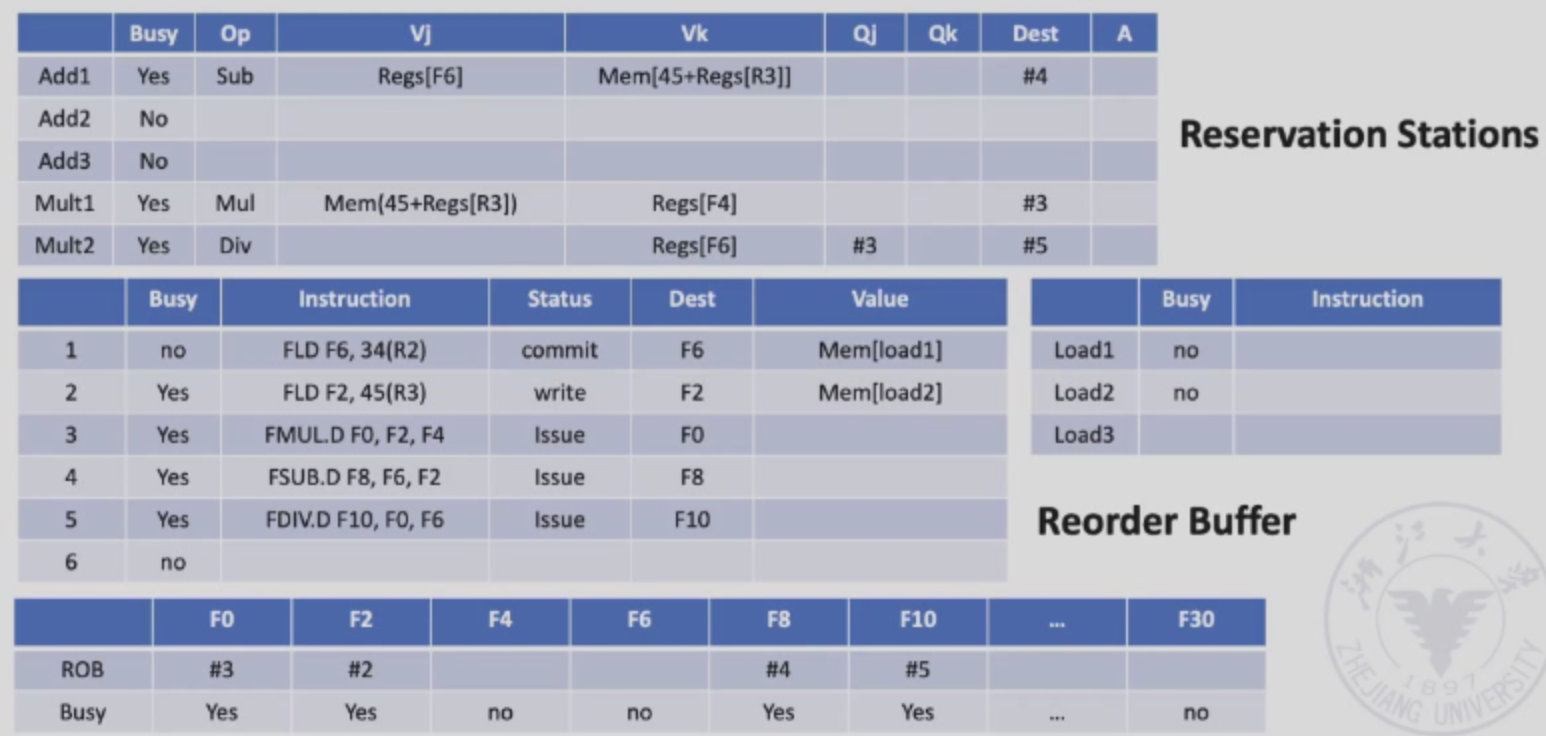 Busy Op Vj Vk Qj Qk Dest A
Add1 Yes Sub Regs[F6] Mem[45+Regs[R3]] #4
Add2 No
Add3 No
Mult1 Yes Mul Mem(45+Regs[R3]) Regs[F4] #3
Mult2 Yes Div Regs[F6] #3 #5
Reservation Stations
Busy Instruction Status Dest Value
1 no FLD F6, 34(R2) commit F6 Mem[load1]
2 Yes FLD F2, 45(R3) write F2 Mem[load2]
3 Yes FMUL.D F0, F2, F4 Issue F0
4 Yes FSUB.D F8, F6, F2 Issue F8
5 Yes FDIV.D F10, F0, F6 Issue F10
6 no
Busy Instruction
Load1 no
Load2 no
Load3
Reorder Buffer
F0 F2 F4 F6 F8 F10 ... F30
ROB #3 #2 #4 #5
Busy Yes Yes no no Yes Yes ... no
浙江大学
1897
ZHEJIANG UNIVERSITY